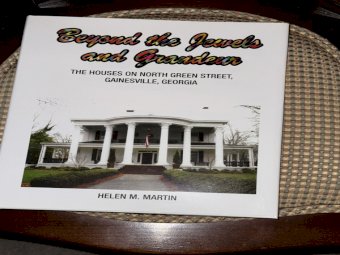 Beyond the Jewels
and Grandeur
THE HOUSES ON NORTH GREEN STREET,
GAINESVILLE, GEORGIA
HELEN M. MARTIN